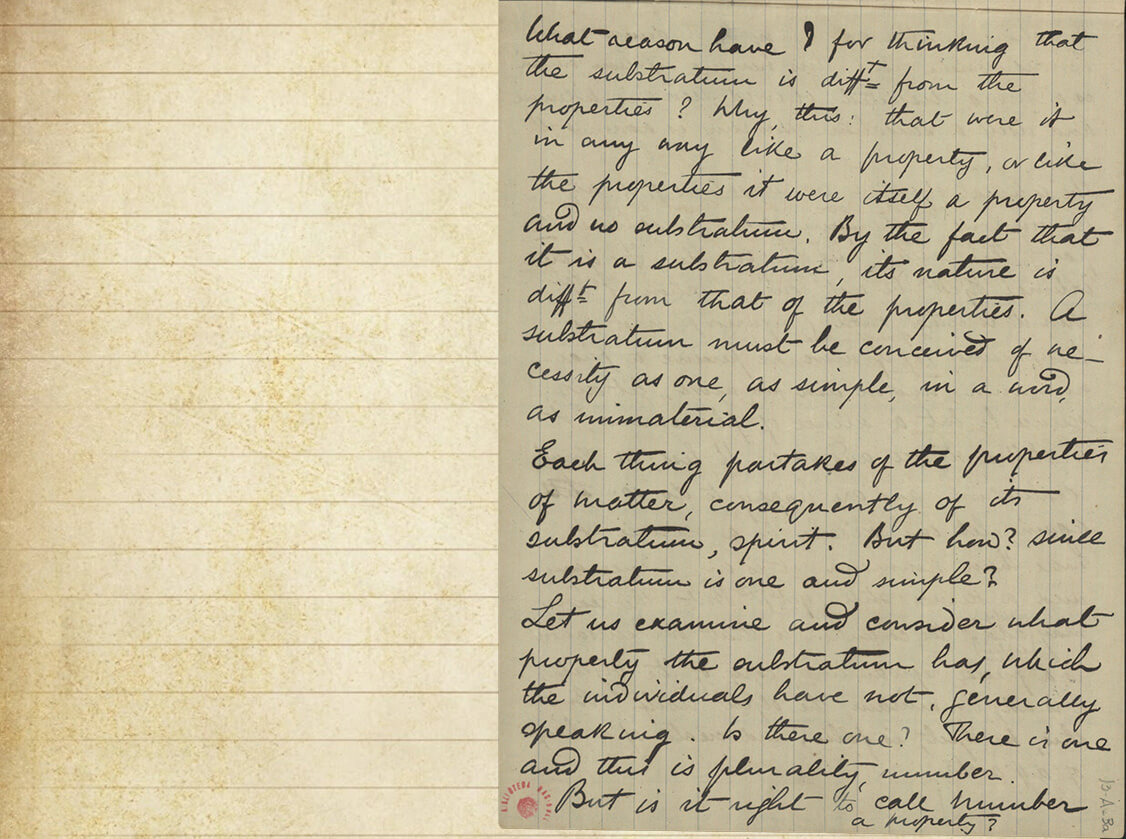 What reason have I for thinking that
the substratum is diff.t from the
properties? Why, this: that were it
in any any like a property, or like
the properties it were itself a property
and no substratum. By the fact that
it is a substratum, its nature is
diff.t from that of the properties. A
substratum must be conceived of ne-
cessity as one, as simple, in a word,
as immaterial.
Each thing partakes of the properties
of matter, consequently of its
substratum, spirit. But how? since
substratum is one and simple?
Let us examine and consider what
property the substratum has, which
the individuals have not, generally
speaking. Is there one? There is one
and this is plurality, number.
But is it right to call number
a property?
BIBLIOTECA NACIONAL